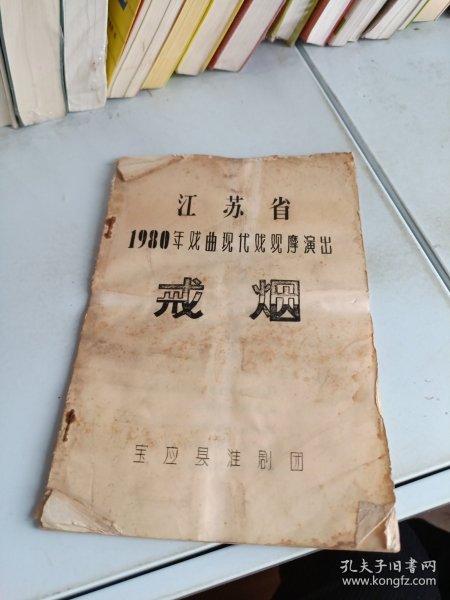 江苏省
1980年戏曲现代戏观摩演出
戒烟
宝应县淮剧团
孔夫子旧书网
www.kongfz.com